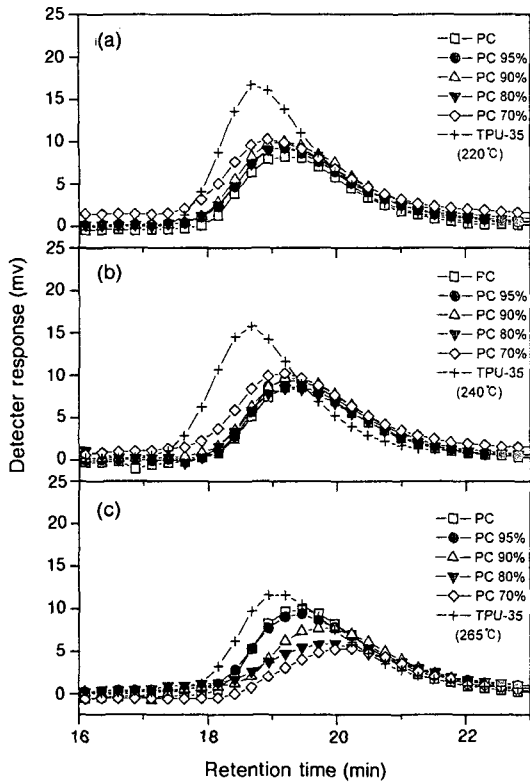 (a)
25
20
15
10
5
0
PC
PC 95%
PC 90%
PC 80%
PC 70%
TPU-35
(220℃)
(b)
25
20
15
10
5
0
PC
PC 95%
PC 90%
PC 80%
PC 70%
TPU-35
(240℃)
Detecter response (mv)
(c)
25
20
15
10
5
0
PC
PC 95%
PC 90%
PC 80%
PC 70%
TPU-35
(265℃)
16 18 20 22
Retention time (min)